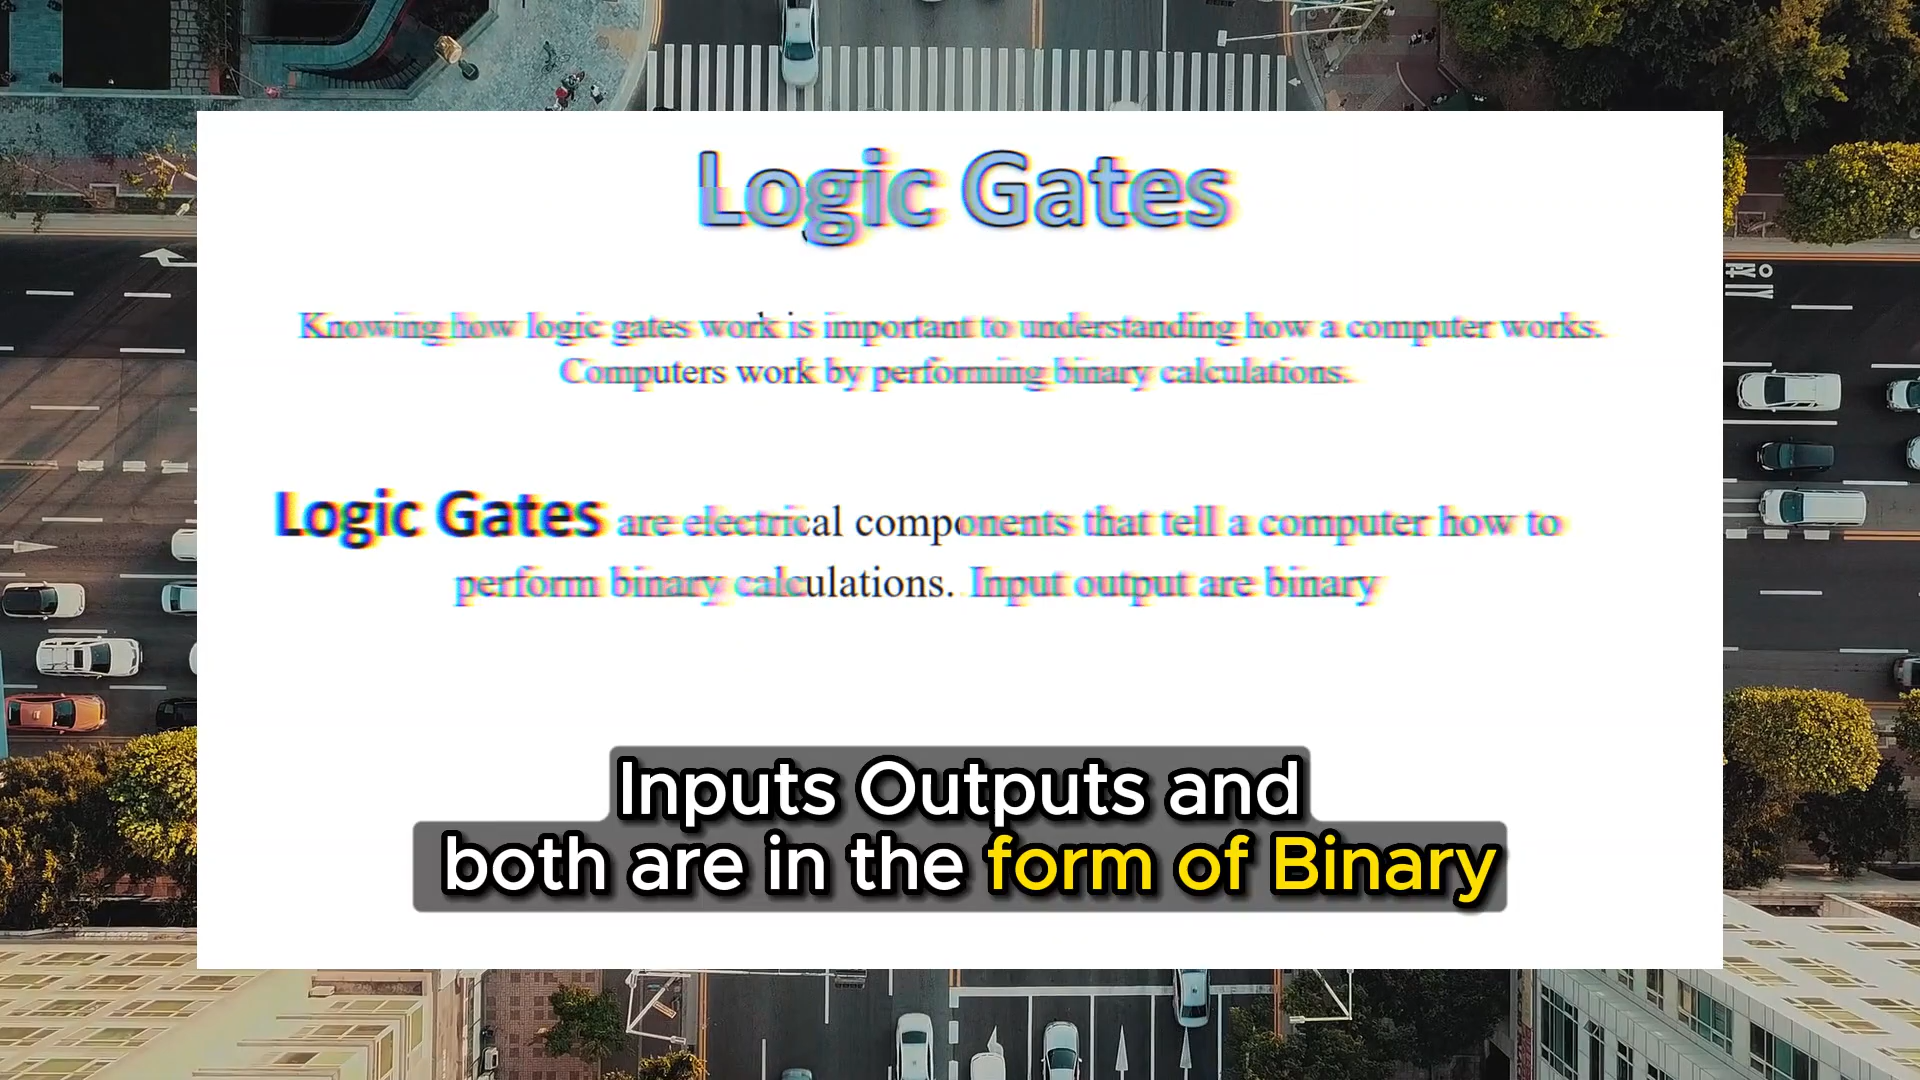 Logic Gates
Knowing how logic gates work is important to understanding how a computer works.
Computers work by performing binary calculations.
Logic Gates are electrical components that tell a computer how to
perform binary calculations. Input output are binary
Inputs Outputs and
both are in the form of Binary